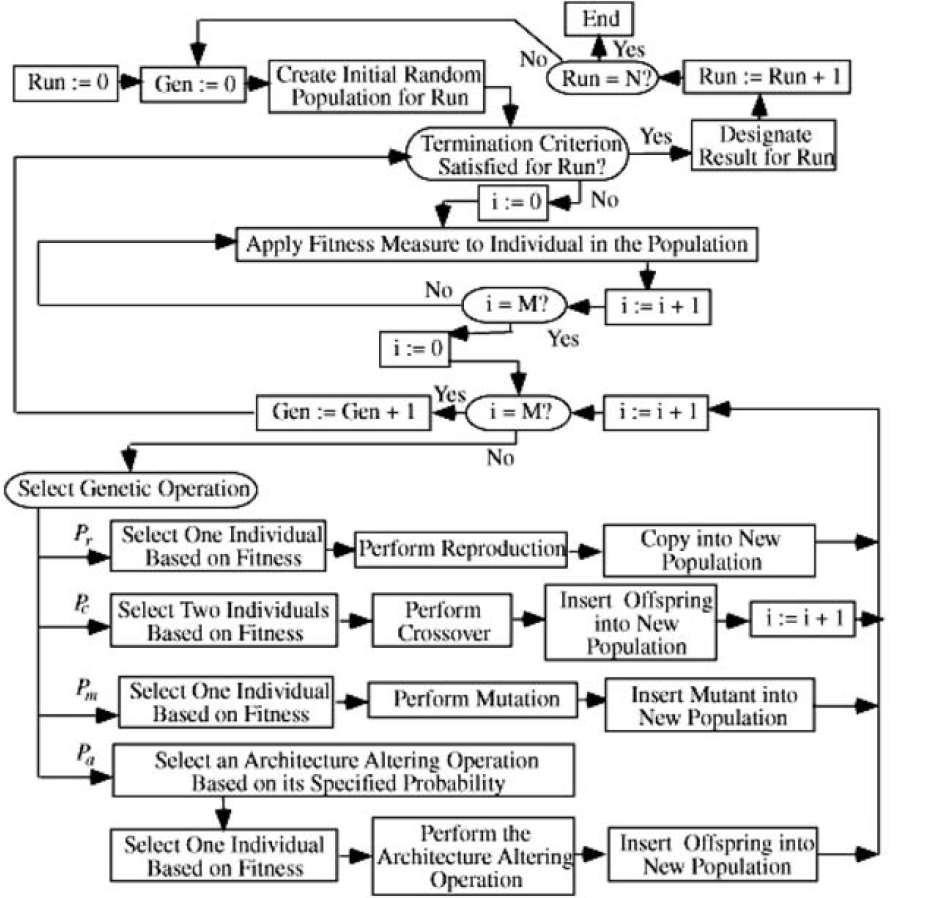 End
No
Yes
Run := 0
Gen := 0
Create Initial Random
Population for Run
Run = N?
Run := Run + 1
Termination Criterion
Satisfied for Run?
Yes
Designate
Result for Run
i := 0
No
Apply Fitness Measure to Individual in the Population
No
i = M?
i := i + 1
Yes
i := 0
Gen := Gen + 1
Yes
i = M?
i := i + 1
No
Select Genetic Operation
Pr
Select One Individual
Based on Fitness
Perform Reproduction
Copy into New
Population
Pc
Select Two Individuals
Based on Fitness
Perform
Crossover
Insert Offspring
into New
Population
i := i + 1
Pm
Select One Individual
Based on Fitness
Perform Mutation
Insert Mutant into
New Population
Pa
Select an Architecture Altering Operation
Based on its Specified Probability
Select One Individual
Based on Fitness
Perform the
Architecture Altering
Operation
Insert Offspring into
New Population